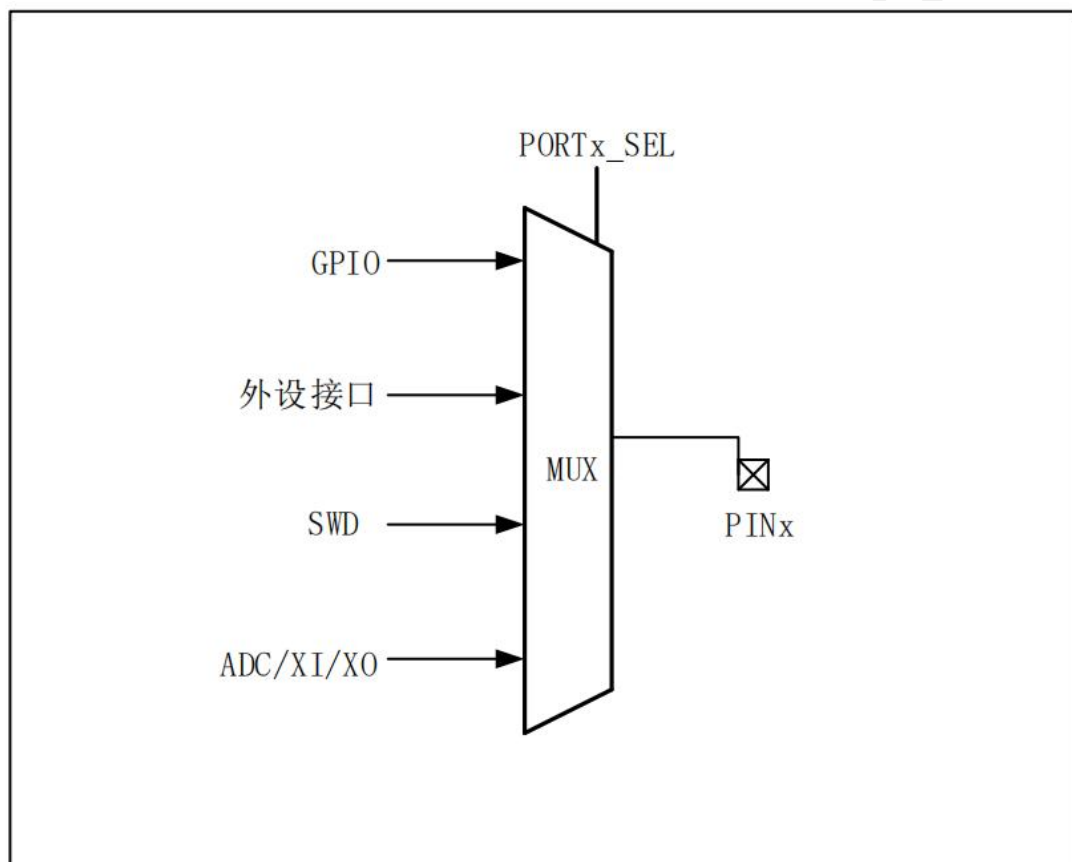 PORTx_SEL
GPIO
外设接口
MUX
SWD
PINx
ADC/XI/XO